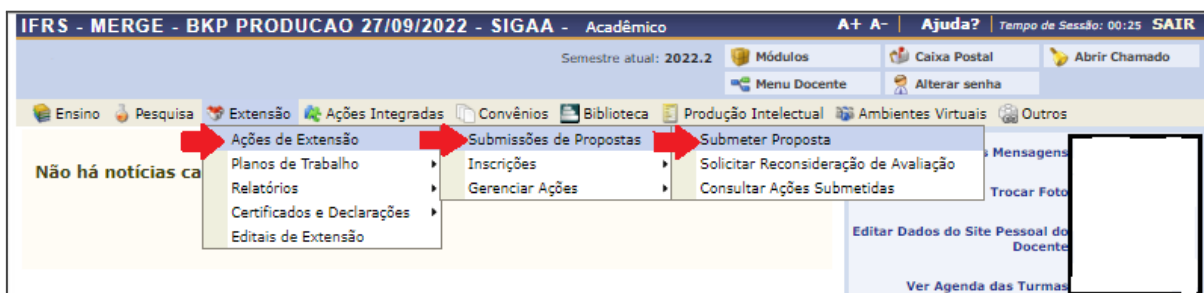 IFRS - MERGE - BKP PRODUCAO 27/09/2022 - SIGAA - Acadêmico A+ A- | Ajuda? | Tempo de Sessão: 00:25 SAIR
Semestre atual: 2022.2 Módulos Caixa Postal Abrir Chamado
Menu Docente Alterar senha
Ensino Pesquisa Extensão Ações Integradas Convênios Biblioteca Produção Intelectual Ambientes Virtuais Outros
Ações de Extensão Submissões de Propostas Submeter Proposta
Mensagens
Planos de Trabalho Inscrições Solicitar Reconsideração de Avaliação
Não há notícias ca
Relatórios Gerenciar Ações Consultar Ações Submetidas Trocar Foto
Certificados e Declarações
Editais de Extensão Editar Dados do Site Pessoal do
Docente
Ver Agenda das Turmas